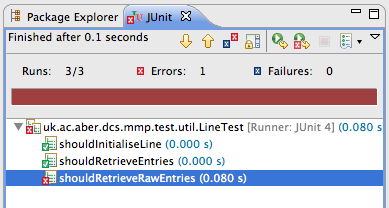 Package Explorer JUnit
Finished after 0.1 seconds
Runs: 3/3 Errors: 1 Failures: 0
uk.ac.aber.dcs.mmp.test.util.LineTest [Runner: JUnit 4] (0.080 s)
shouldInitialiseLine (0.000 s)
shouldRetrieveEntries (0.000 s)
shouldRetrieveRawEntries (0.080 s)